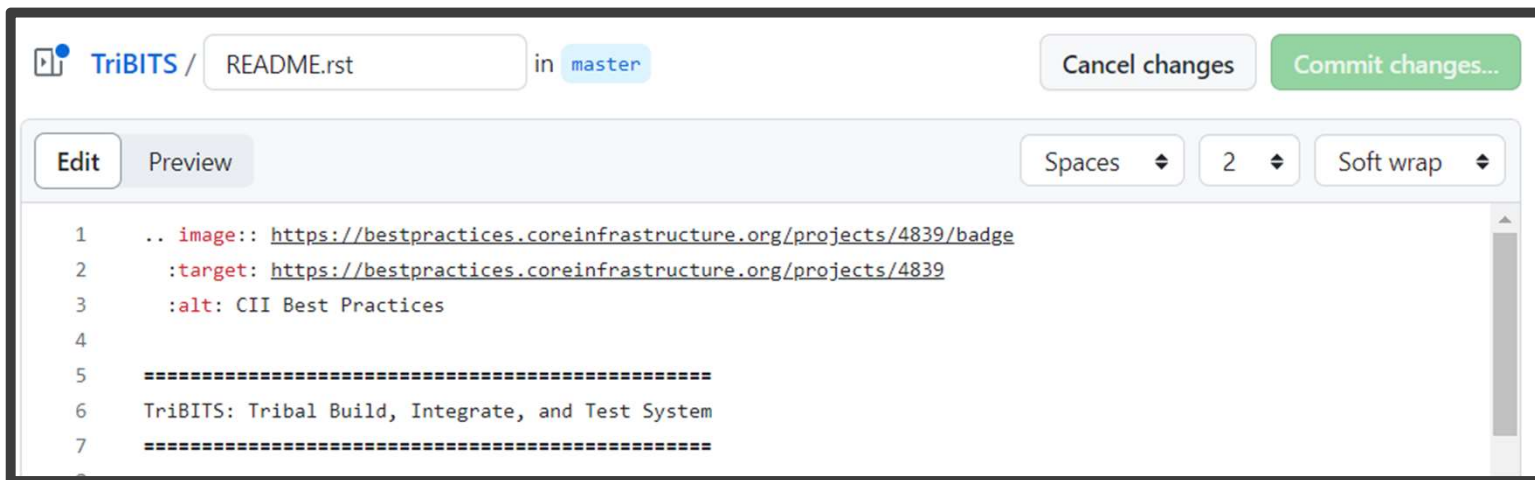 TriBITS / README.rst in master Cancel changes Commit changes...
Edit Preview Spaces 2 Soft wrap
1 .. image:: https://bestpractices.coreinfrastructure.org/projects/4839/badge
2 :target: https://bestpractices.coreinfrastructure.org/projects/4839
3 :alt: CII Best Practices
4
5 =================================================
6 TriBITS: Tribal Build, Integrate, and Test System
7 =================================================